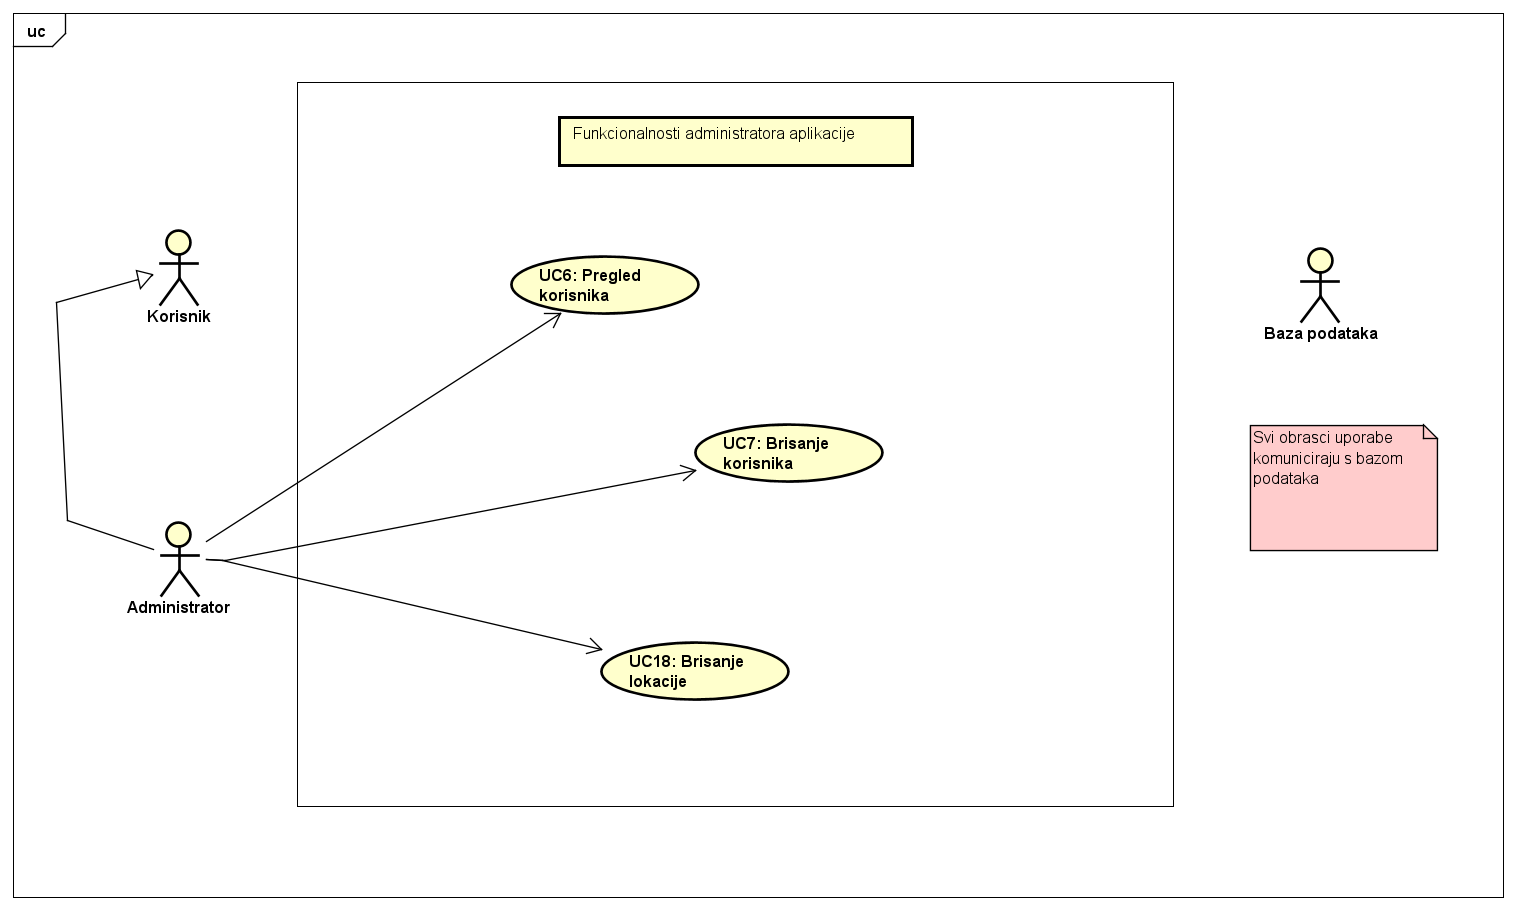 uc
Funkcionalnosti administratora aplikacije
Korisnik
UC6: Pregled
korisnika
Baza podataka
UC7: Brisanje
korisnika
Svi obrasci uporabe
komuniciraju s bazom
podataka
Administrator
UC18: Brisanje
lokacije